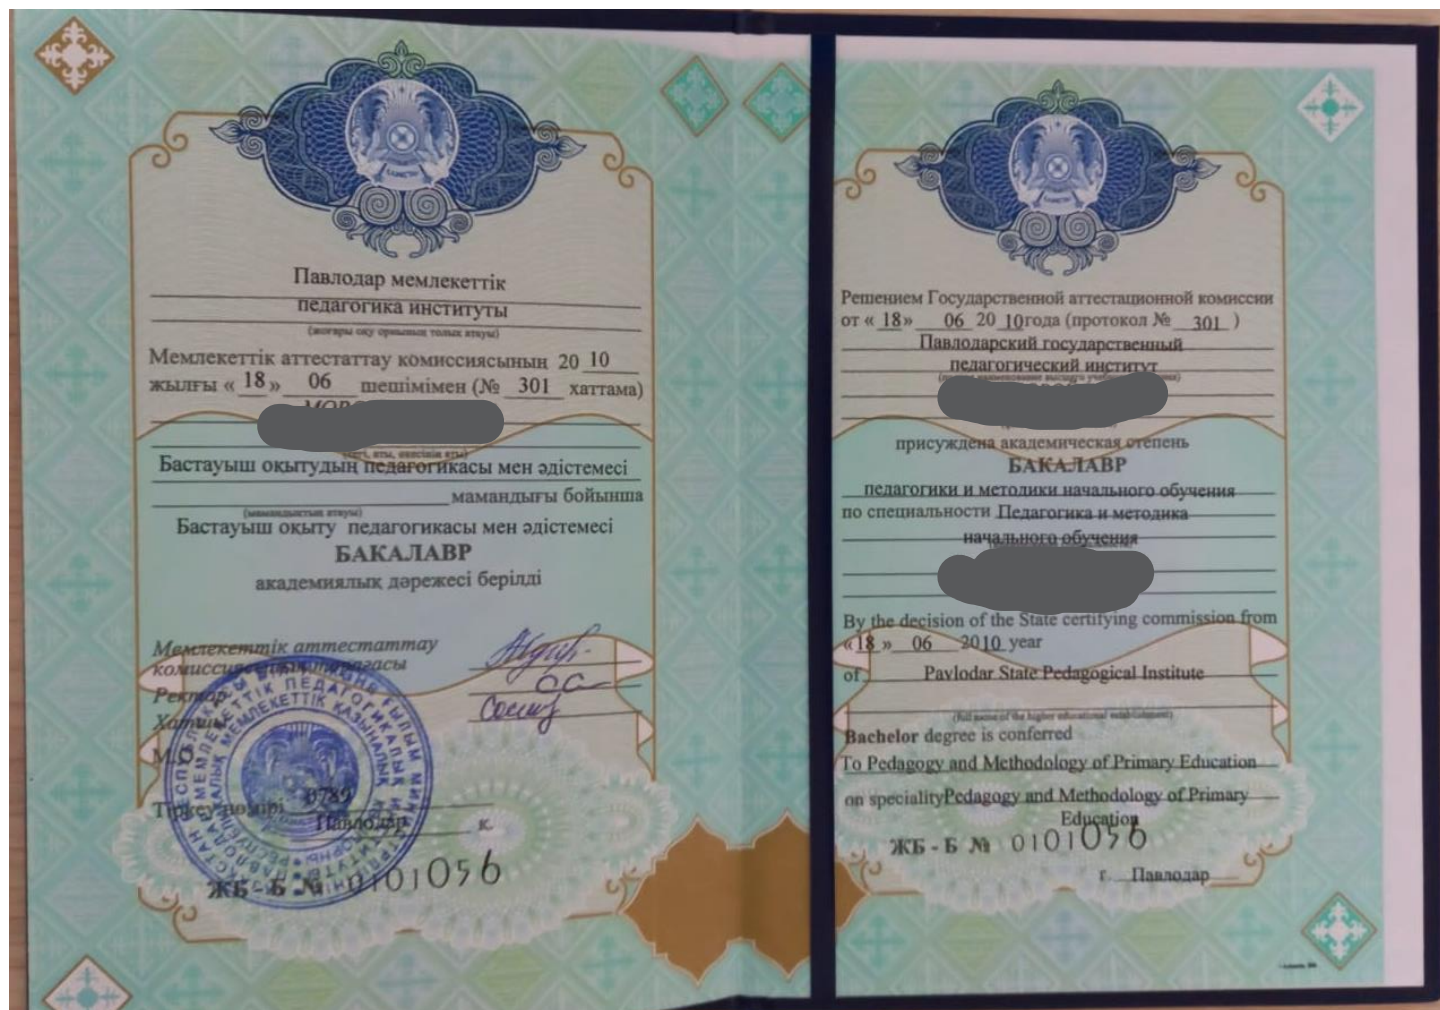 Павлодар мемлекеттік
педагогика институты
(жоғары оқу орнының толық атауы)
Мемлекеттік аттестаттау комиссиясының 20 10
жылғы « 18 » 06 шешімімен (№ 301 хаттама)
Бастауыш оқытудың педагогикасы мен әдістемесі
мамандығы бойынша
(мамандықтың атауы)
Бастауыш оқыту педагогикасы мен әдістемесі
БАКАЛАВР
академиялық дәрежесі берілді
Мемлекеттік аттестаттау
комиссиясының төрағасы
Ректор
Хатшы
М.О.
Тіркеу нөмірі 0789
Павлодар қ.
ЖБ - Б № 0101056
Решением Государственной аттестационной комиссии
от « 18» 06 20 10года (протокол № 301 )
Павлодарский государственный
педагогический институт
присуждена академическая степень
БАКАЛАВР
педагогики и методики начального обучения
по специальности Педагогика и методика
начального обучения
By the decision of the State certifying commission from
«18 » 06 2010 year
of Pavlodar State Pedagogical Institute
(full name of the higher educational establishment)
Bachelor degree is conferred
To Pedagogy and Methodology of Primary Education
on specialityPedagogy and Methodology of Primary
Education
ЖБ - Б № 0101056
г. Павлодар